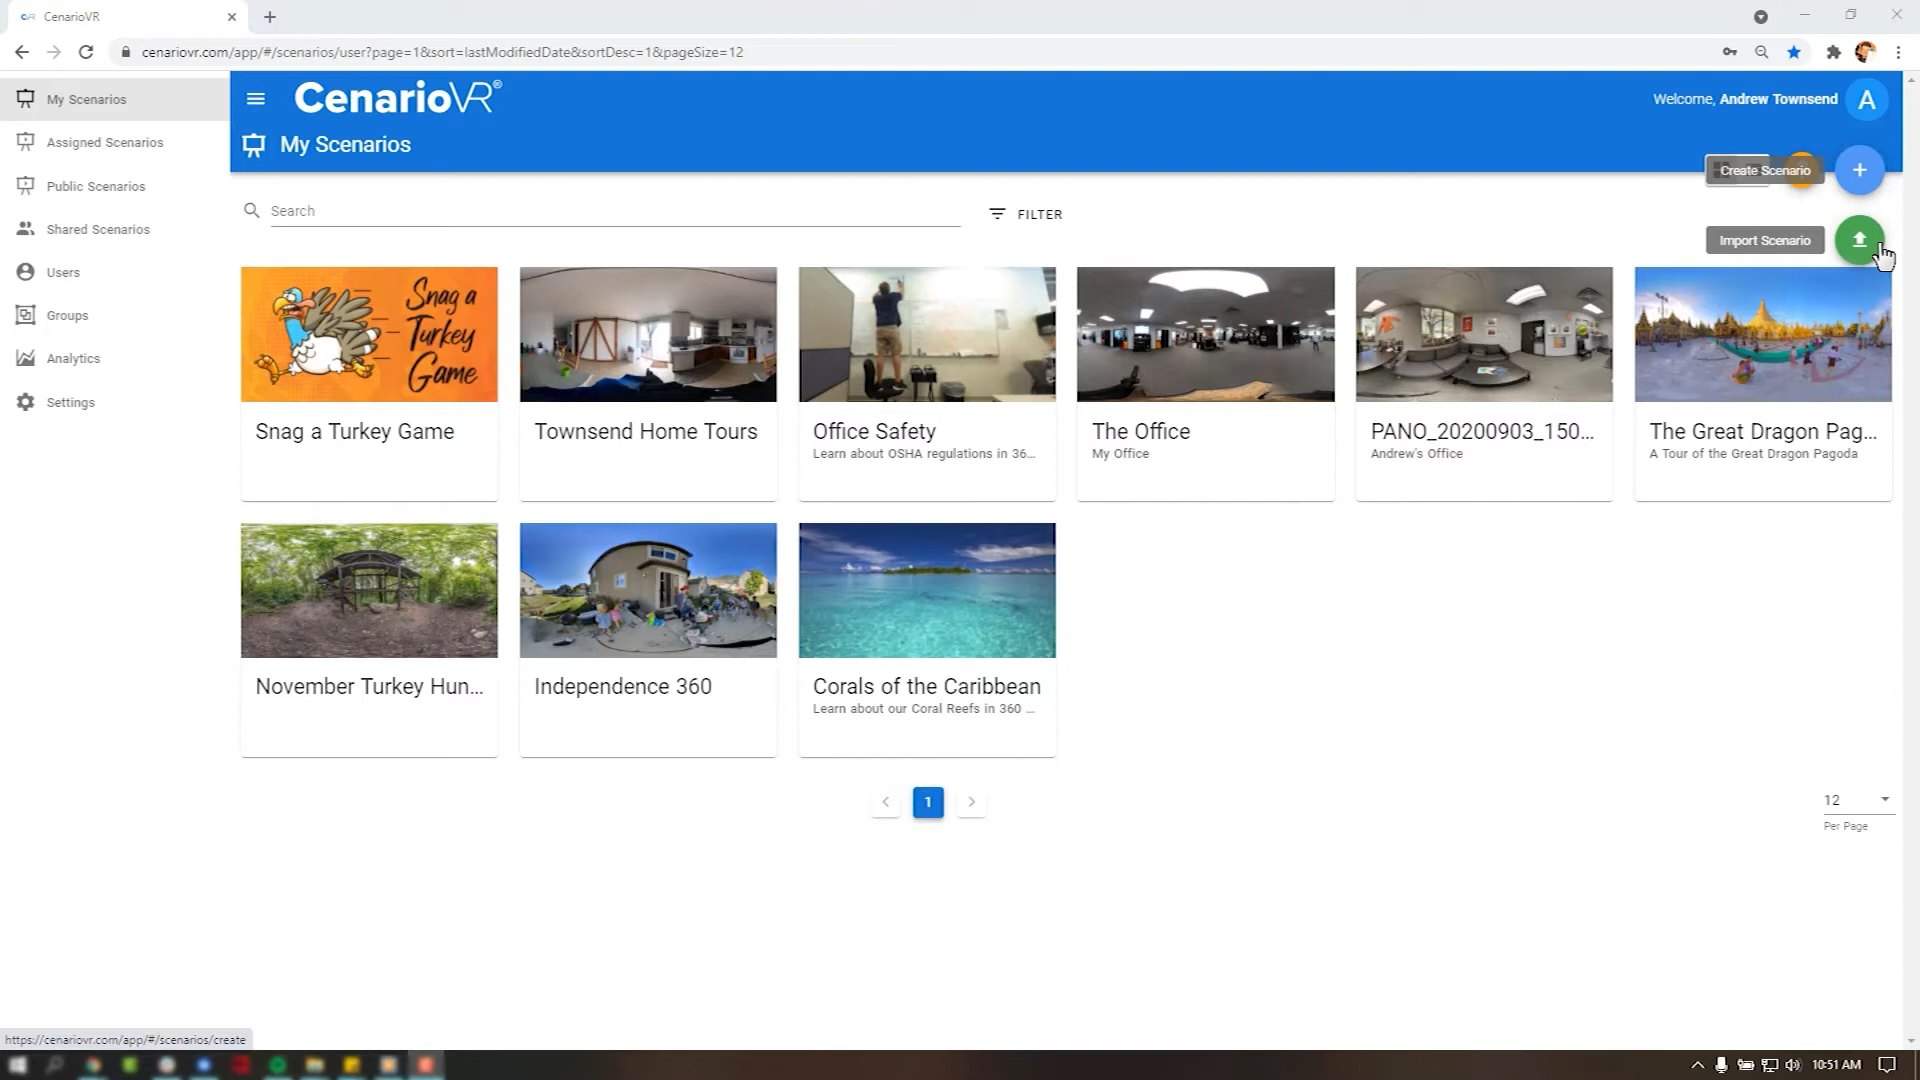 CenarioVR
cenariovr.com/app/#/scenarios/user?page=1&sort=lastModifiedDate&sortDesc=1&pageSize=12
My Scenarios
Assigned Scenarios
Public Scenarios
Shared Scenarios
Users
Groups
Analytics
Settings
CenarioVR®
Welcome, Andrew Townsend
A
My Scenarios
Create Scenario
Search
FILTER
Import Scenario
Snag a
Turkey
Game
Snag a Turkey Game
Townsend Home Tours
Office Safety
Learn about OSHA regulations in 36...
The Office
My Office
PANO_20200903_150...
Andrew's Office
The Great Dragon Pag...
A Tour of the Great Dragon Pagoda
November Turkey Hun...
Independence 360
Corals of the Caribbean
Learn about our Coral Reefs in 360 ...
1
12
Per Page
https://cenariovr.com/app/#/scenarios/create
10:51 AM